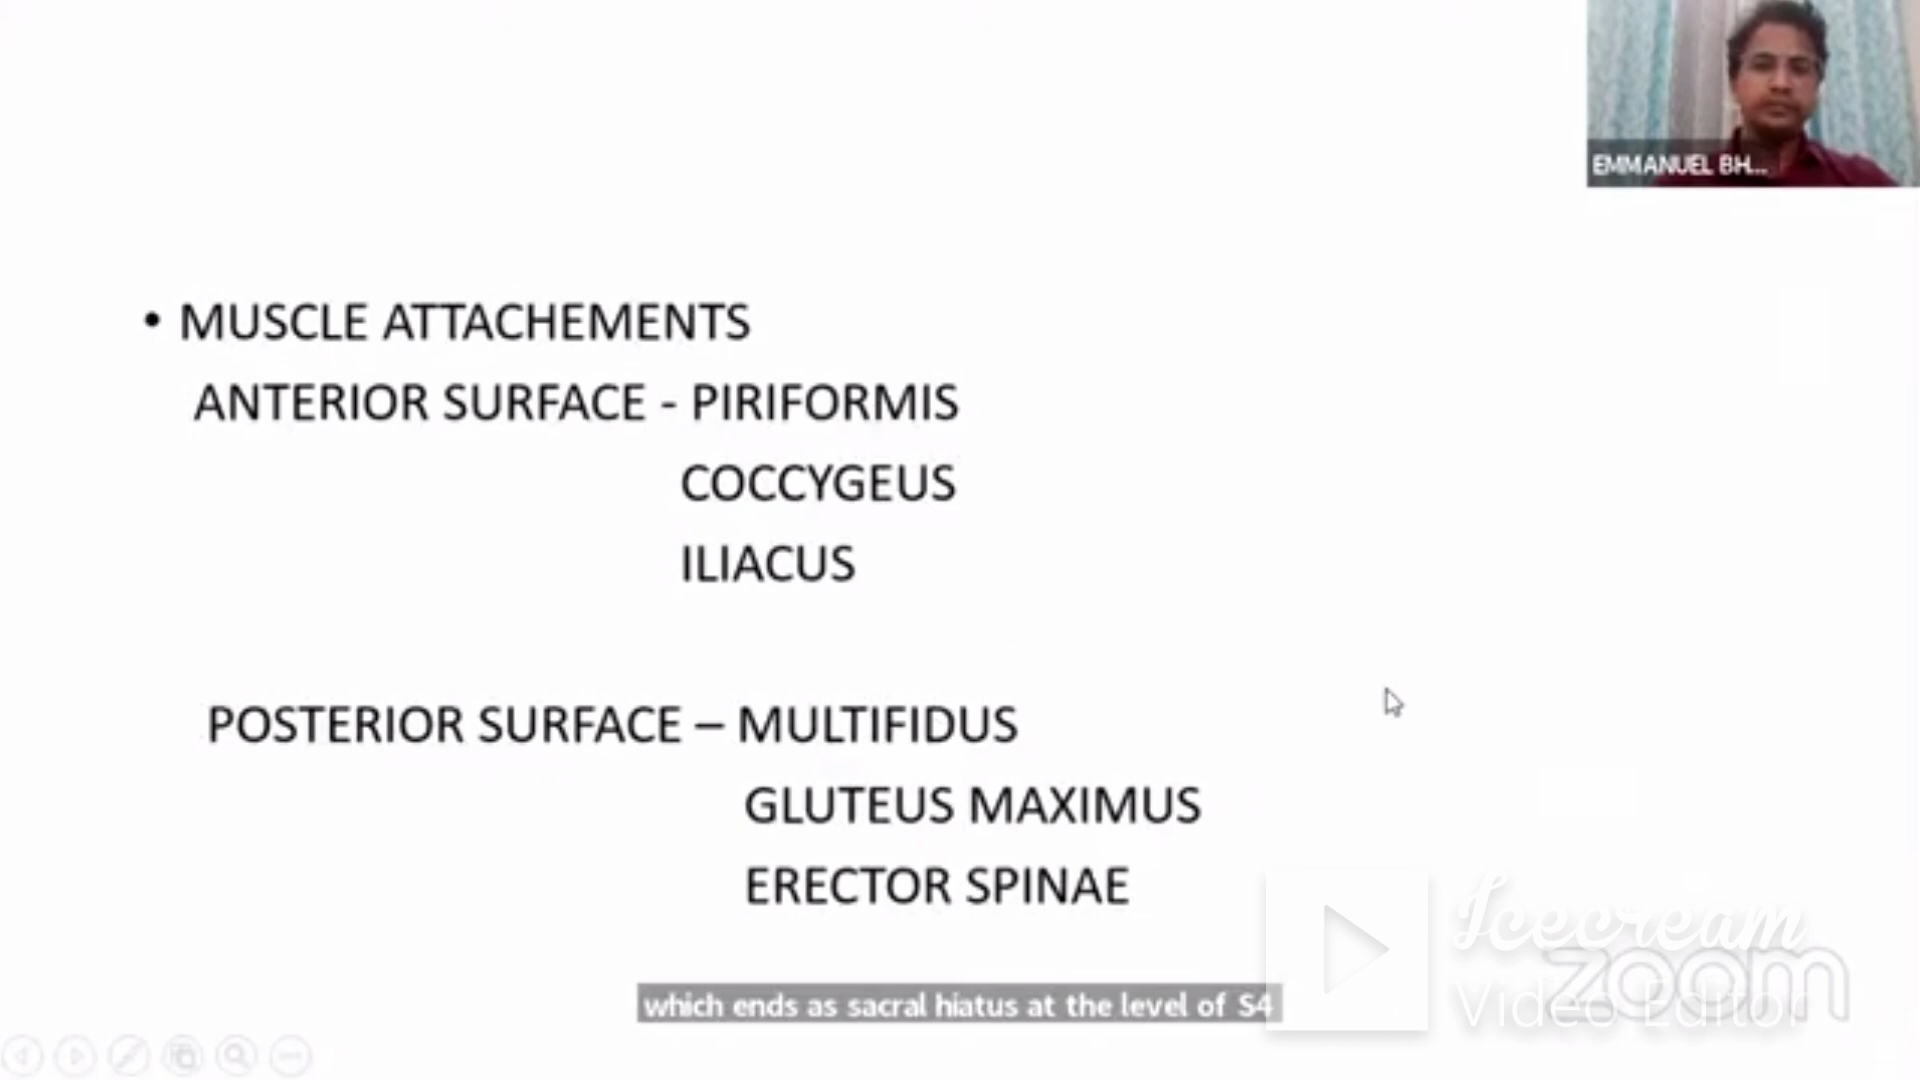 EMMANUEL BH...
• MUSCLE ATTACHEMENTS
ANTERIOR SURFACE - PIRIFORMIS
COCCYGEUS
ILIACUS
POSTERIOR SURFACE – MULTIFIDUS
GLUTEUS MAXIMUS
ERECTOR SPINAE
Icecream
zoom
Video Editor
which ends as sacral hiatus at the level of S4